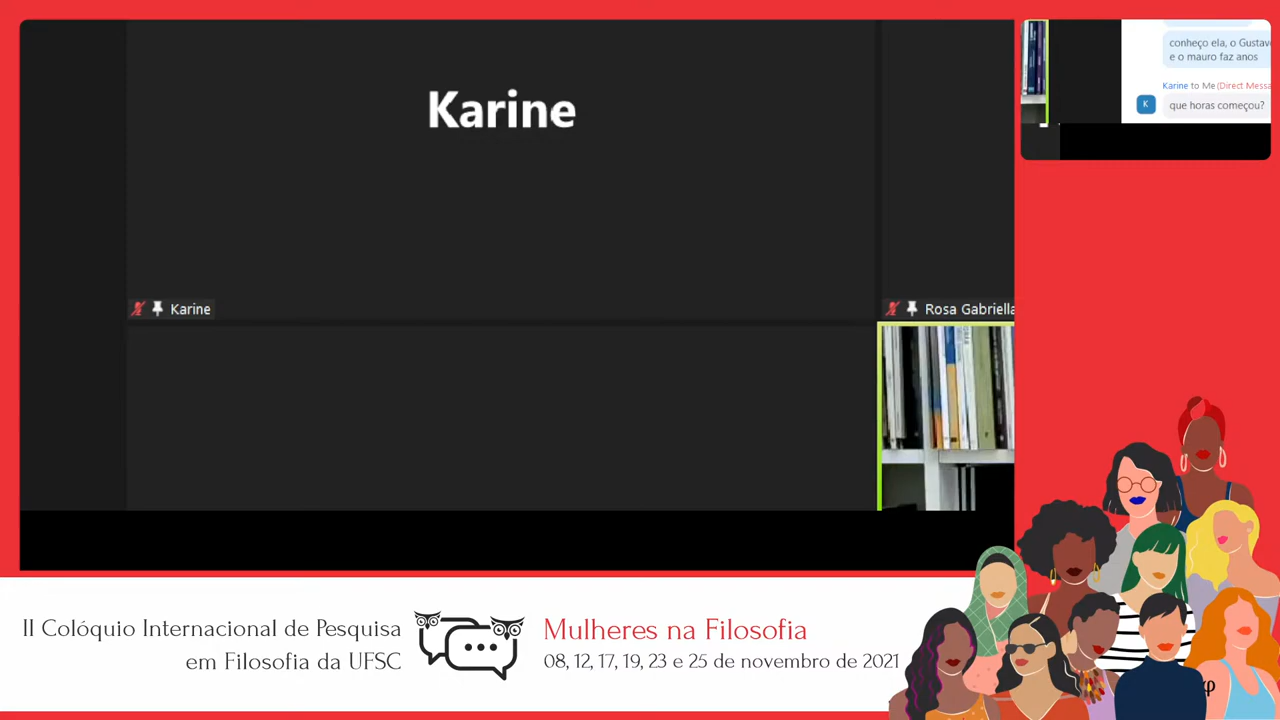 Karine
Karine
Rosa Gabriella
conheço ela, o Gustav
e o mauro faz anos
Karine to Me (Direct Messa
K
que horas começou?
II Colóquio Internacional de Pesquisa
em Filosofia da UFSC
Mulheres na Filosofia
08, 12, 17, 19, 23 e 25 de novembro de 2021
φ